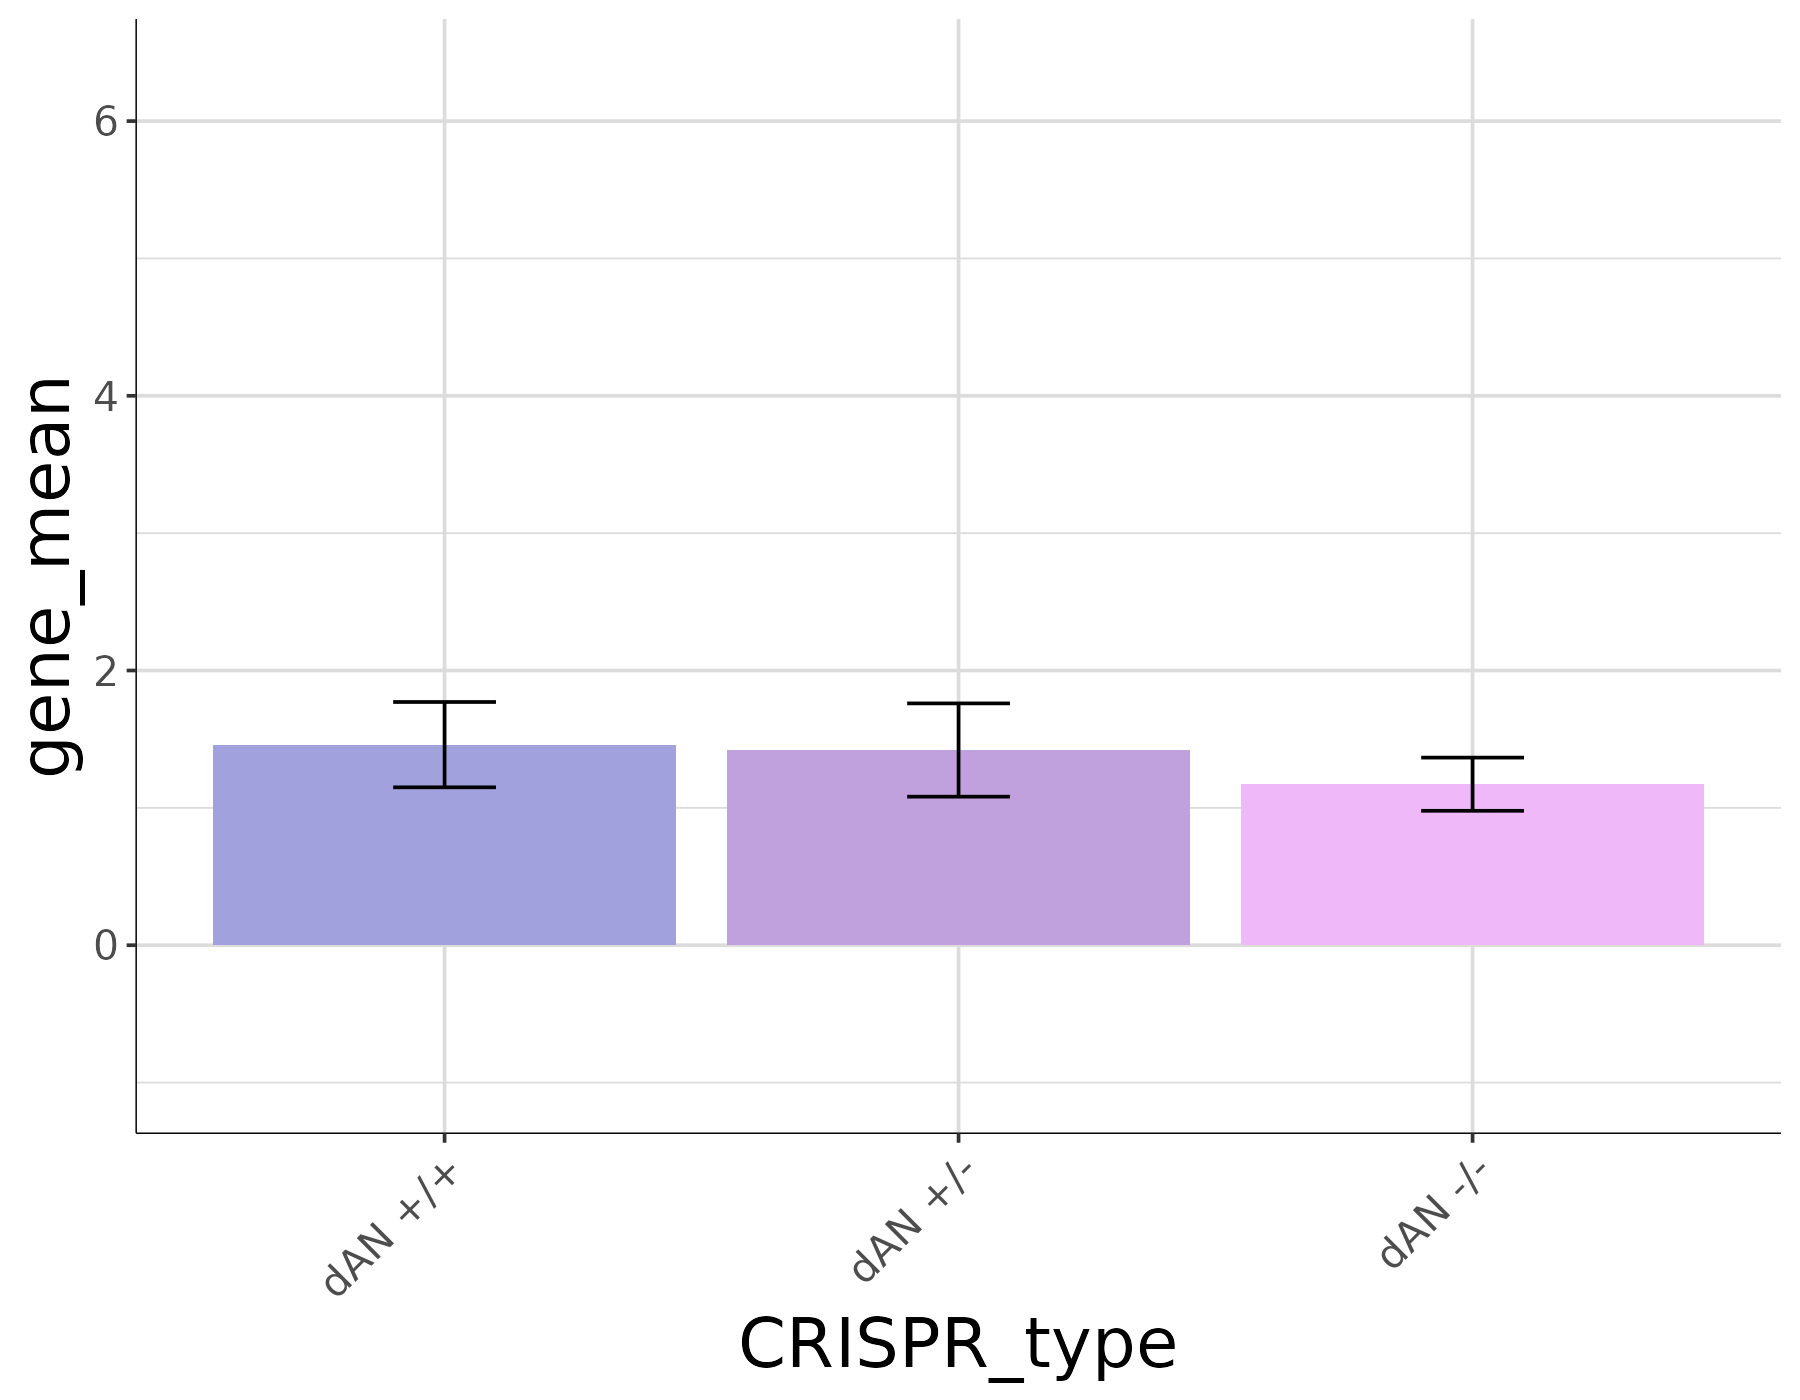 gene_mean
6
4
2
0
dAN +/+
dAN +/-
dAN -/-
CRISPR_type